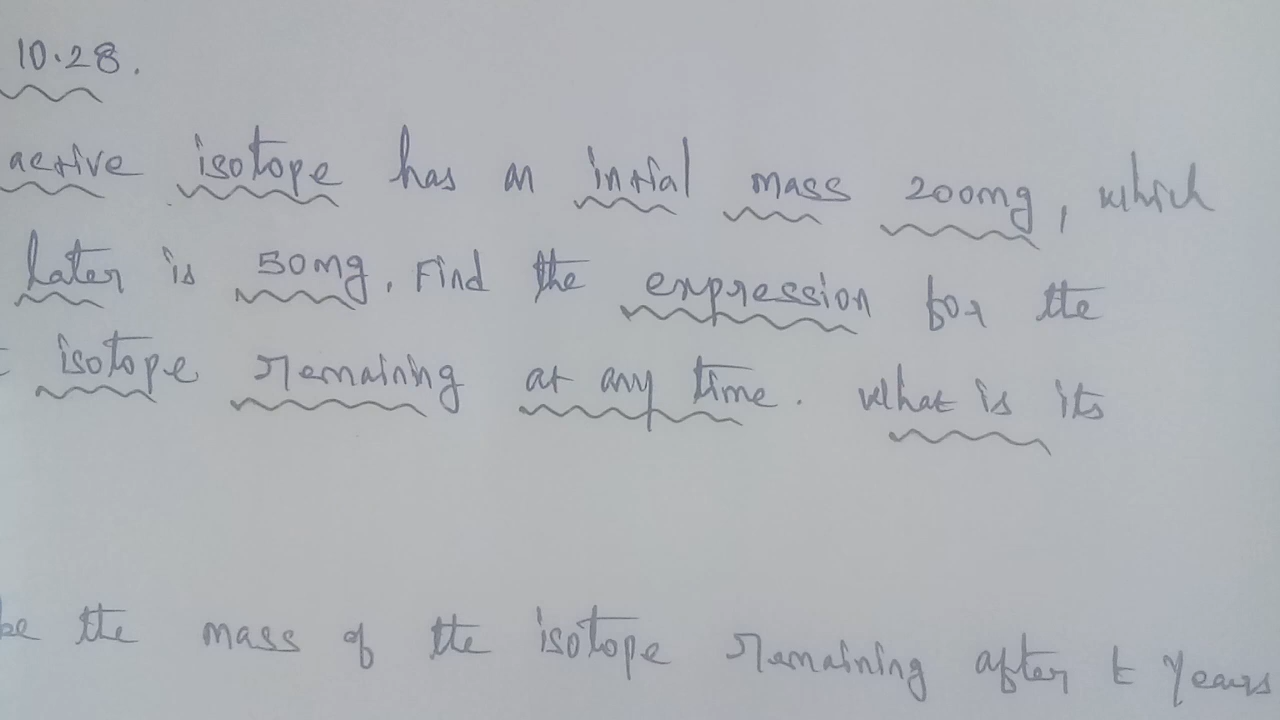 10.28.
active isotope has an initial mass 200mg, which
later is 50mg. Find the expression for the
isotope remaining at any time. What is its
be the mass of the isotope remaining after t years